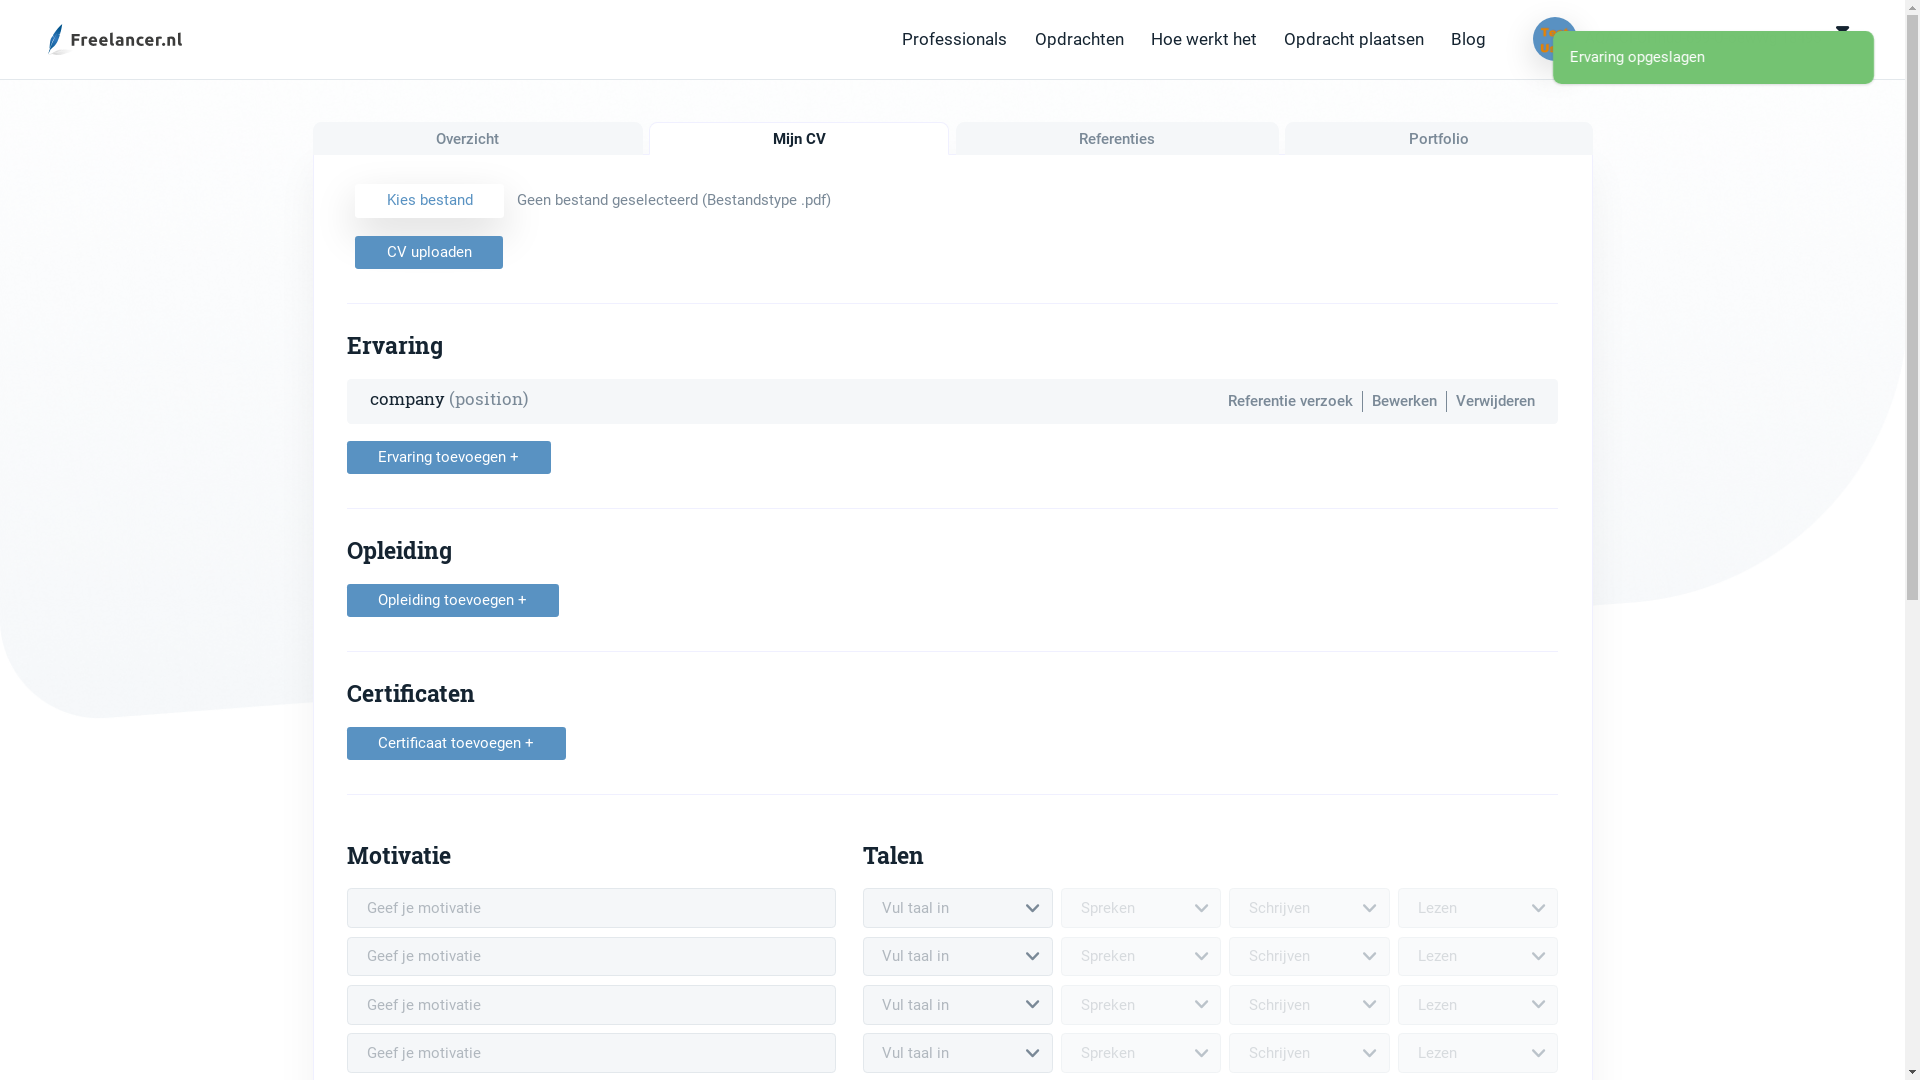 Freelancer.nl
Professionals
Opdrachten
Hoe werkt het
Opdracht plaatsen
Blog
Ervaring opgeslagen
Overzicht
Mijn CV
Referenties
Portfolio
Kies bestand
Geen bestand geselecteerd (Bestandstype .pdf)
CV uploaden
Ervaring
company (position)
Referentie verzoek
Bewerken
Verwijderen
Ervaring toevoegen +
Opleiding
Opleiding toevoegen +
Certificaten
Certificaat toevoegen +
Motivatie
Talen
Geef je motivatie
Vul taal in
Spreken
Schrijven
Lezen
Geef je motivatie
Vul taal in
Spreken
Schrijven
Lezen
Geef je motivatie
Vul taal in
Spreken
Schrijven
Lezen
Geef je motivatie
Vul taal in
Spreken
Schrijven
Lezen